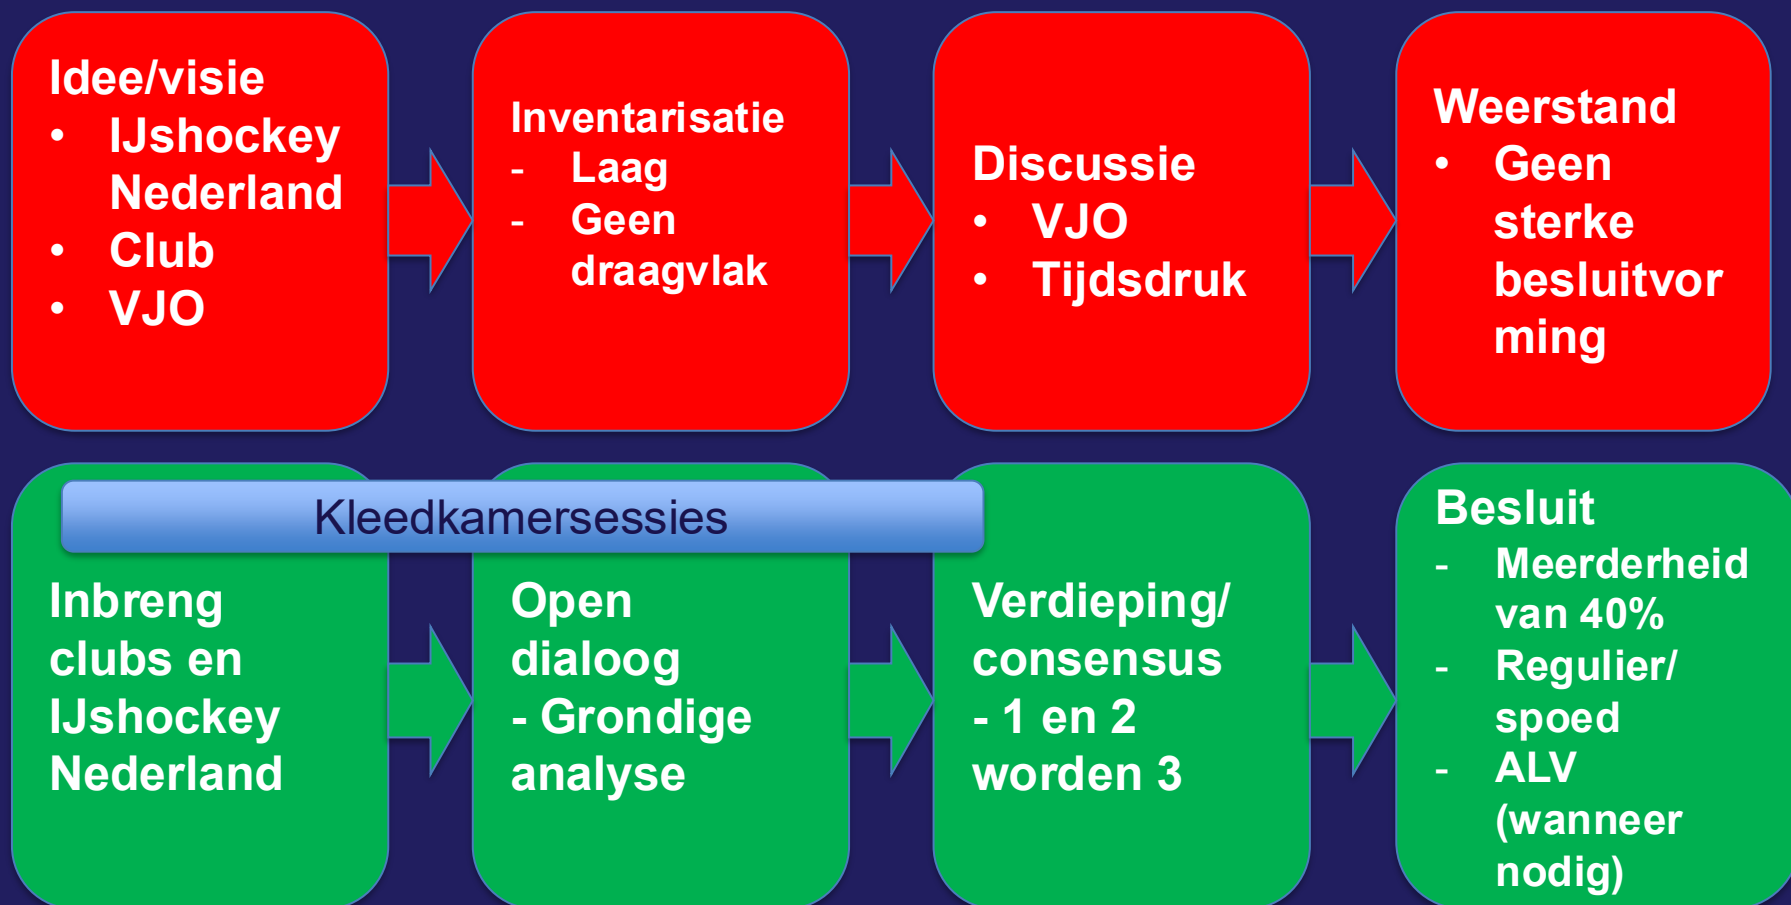 Idee/visie
• IJshockey
Nederland
• Club
• VJO
Inventarisatie
- Laag
- Geen
draagvlak
Discussie
• VJO
• Tijdsdruk
Weerstand
• Geen
sterke
besluitvor
ming
Kleedkamersessies
Inbreng
clubs en
IJshockey
Nederland
Open
dialoog
- Grondige
analyse
Verdieping/
consensus
- 1 en 2
worden 3
Besluit
- Meerderheid
van 40%
- Regulier/
spoed
- ALV
(wanneer
nodig)